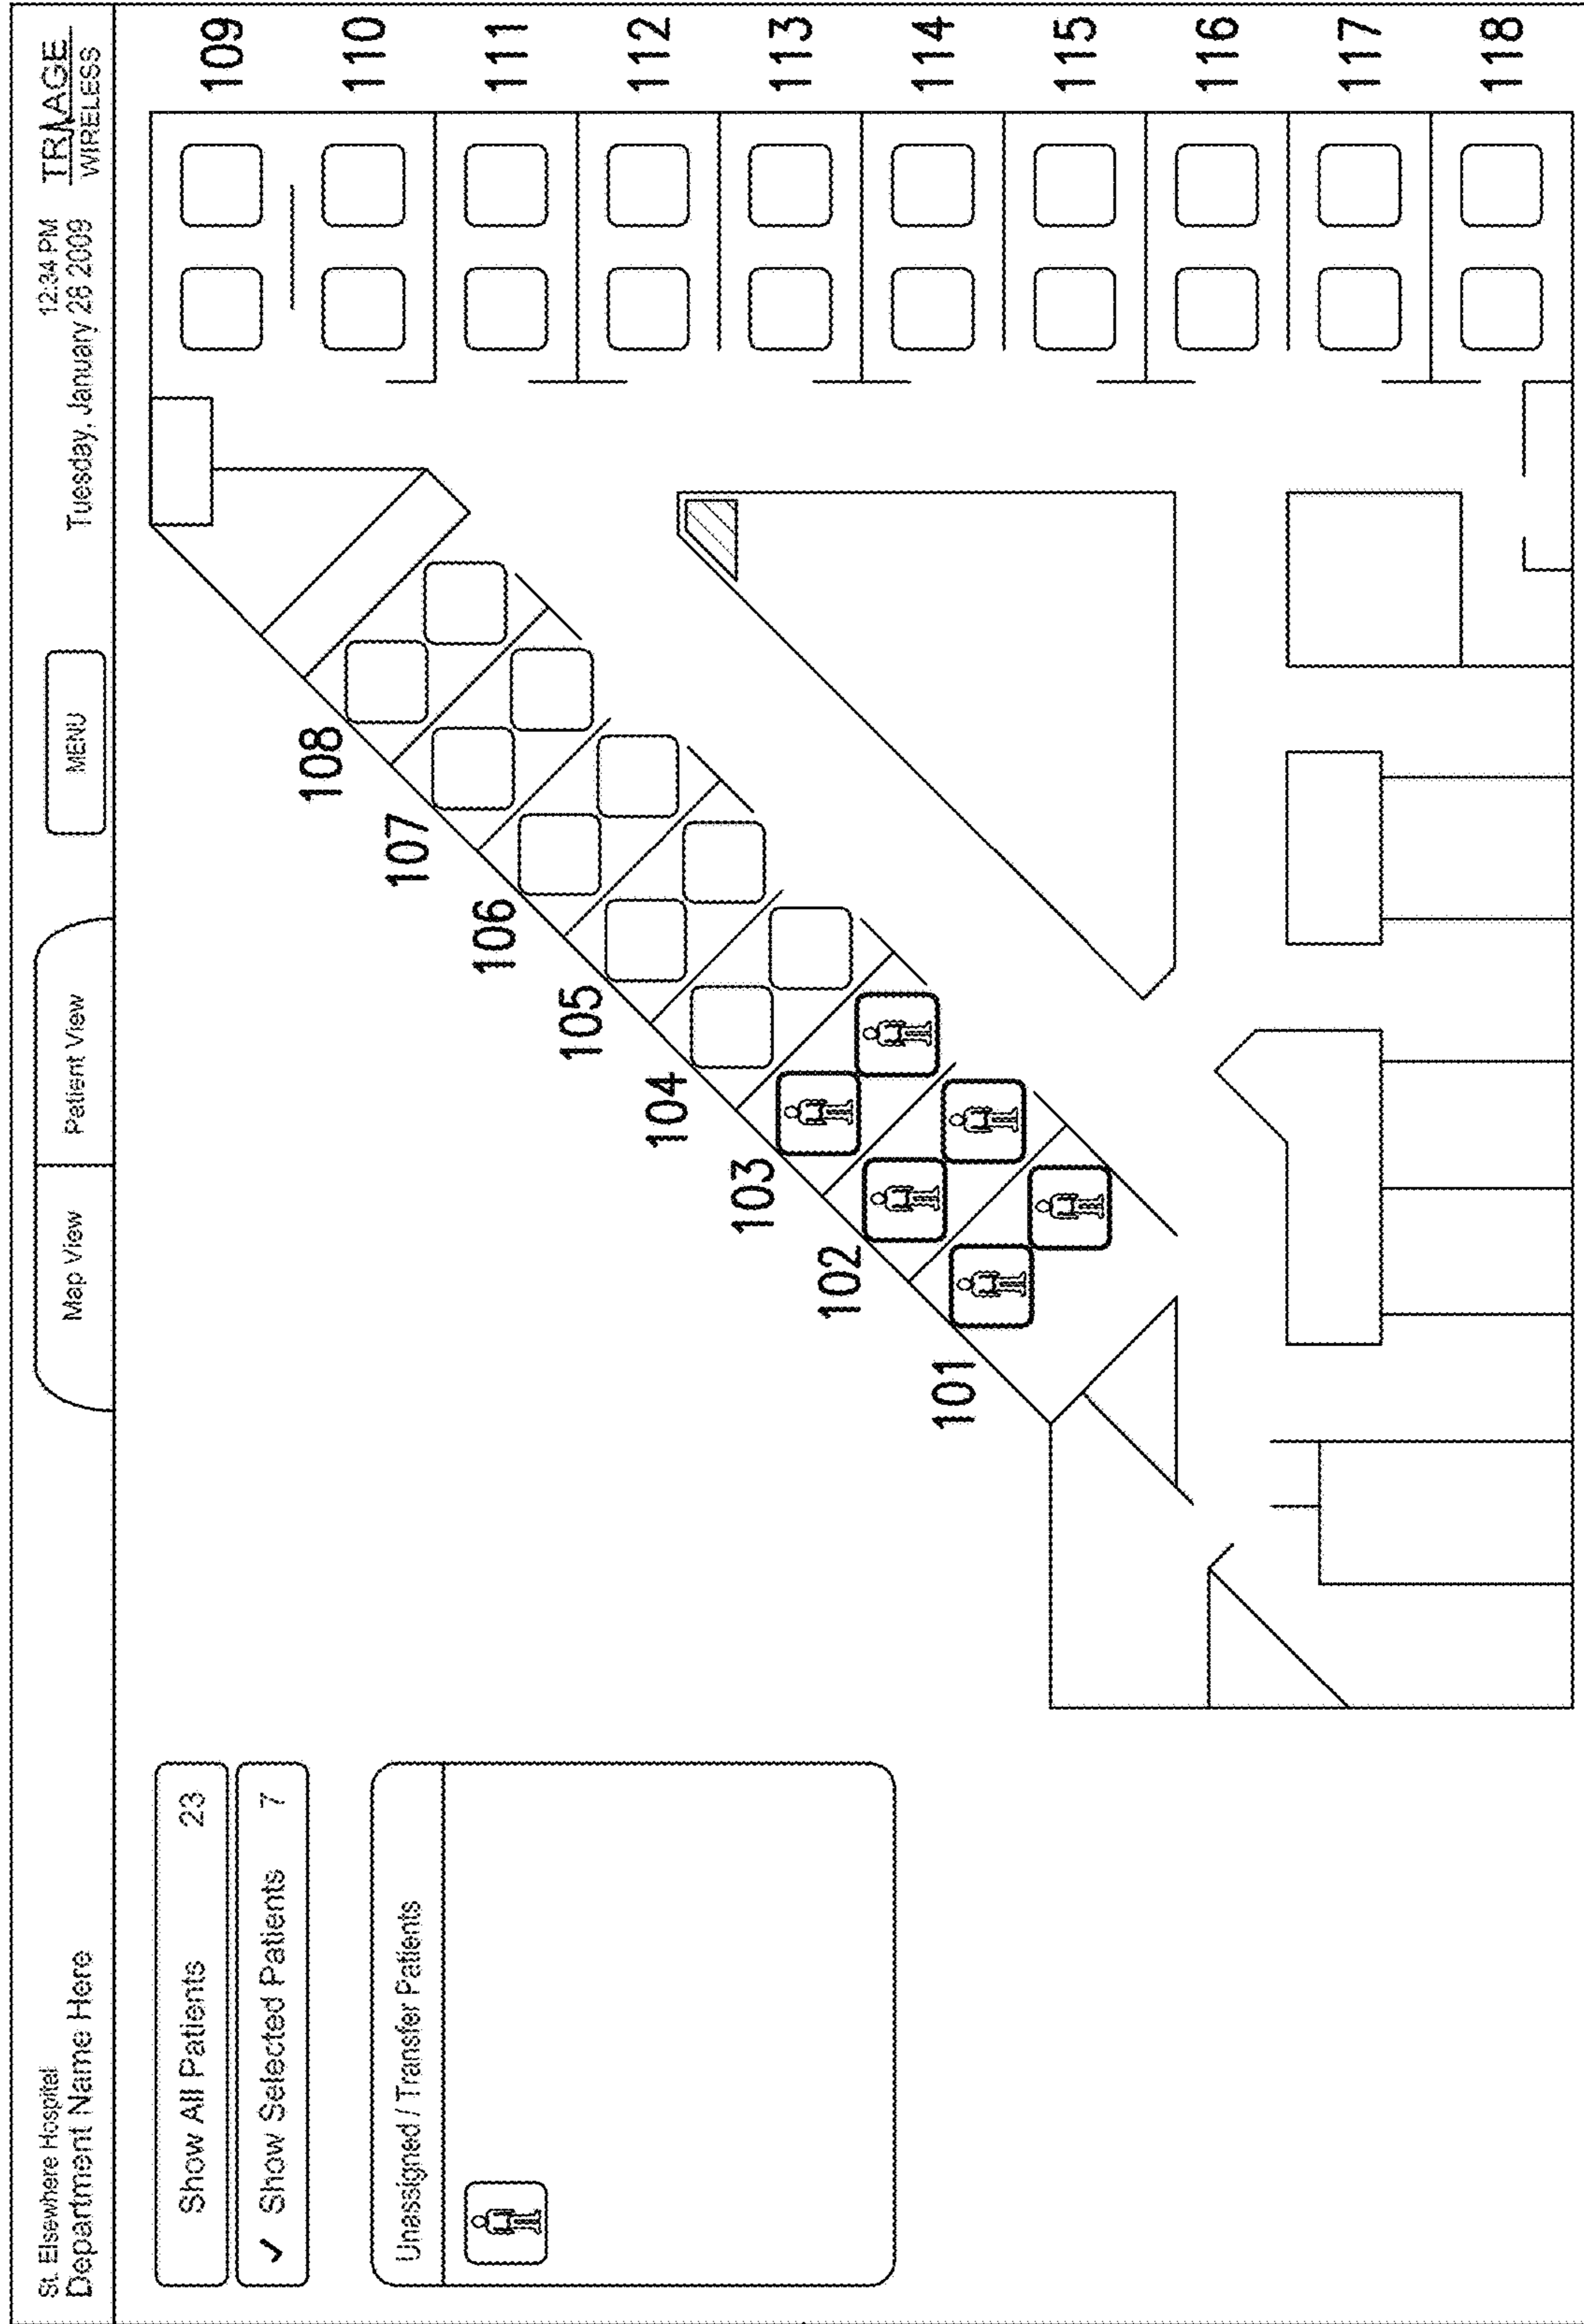 St. Elsewhere Hospital
Department Name Here
Map View
Patient View
MENU
12:34 PM
Tuesday, January 26 2009
TRIAGE
WIRELESS
Show All Patients 23
✓ Show Selected Patients 7
Unassigned / Transfer Patients
101
102
103
104
105
106
107
108
109
110
111
112
113
114
115
116
117
118